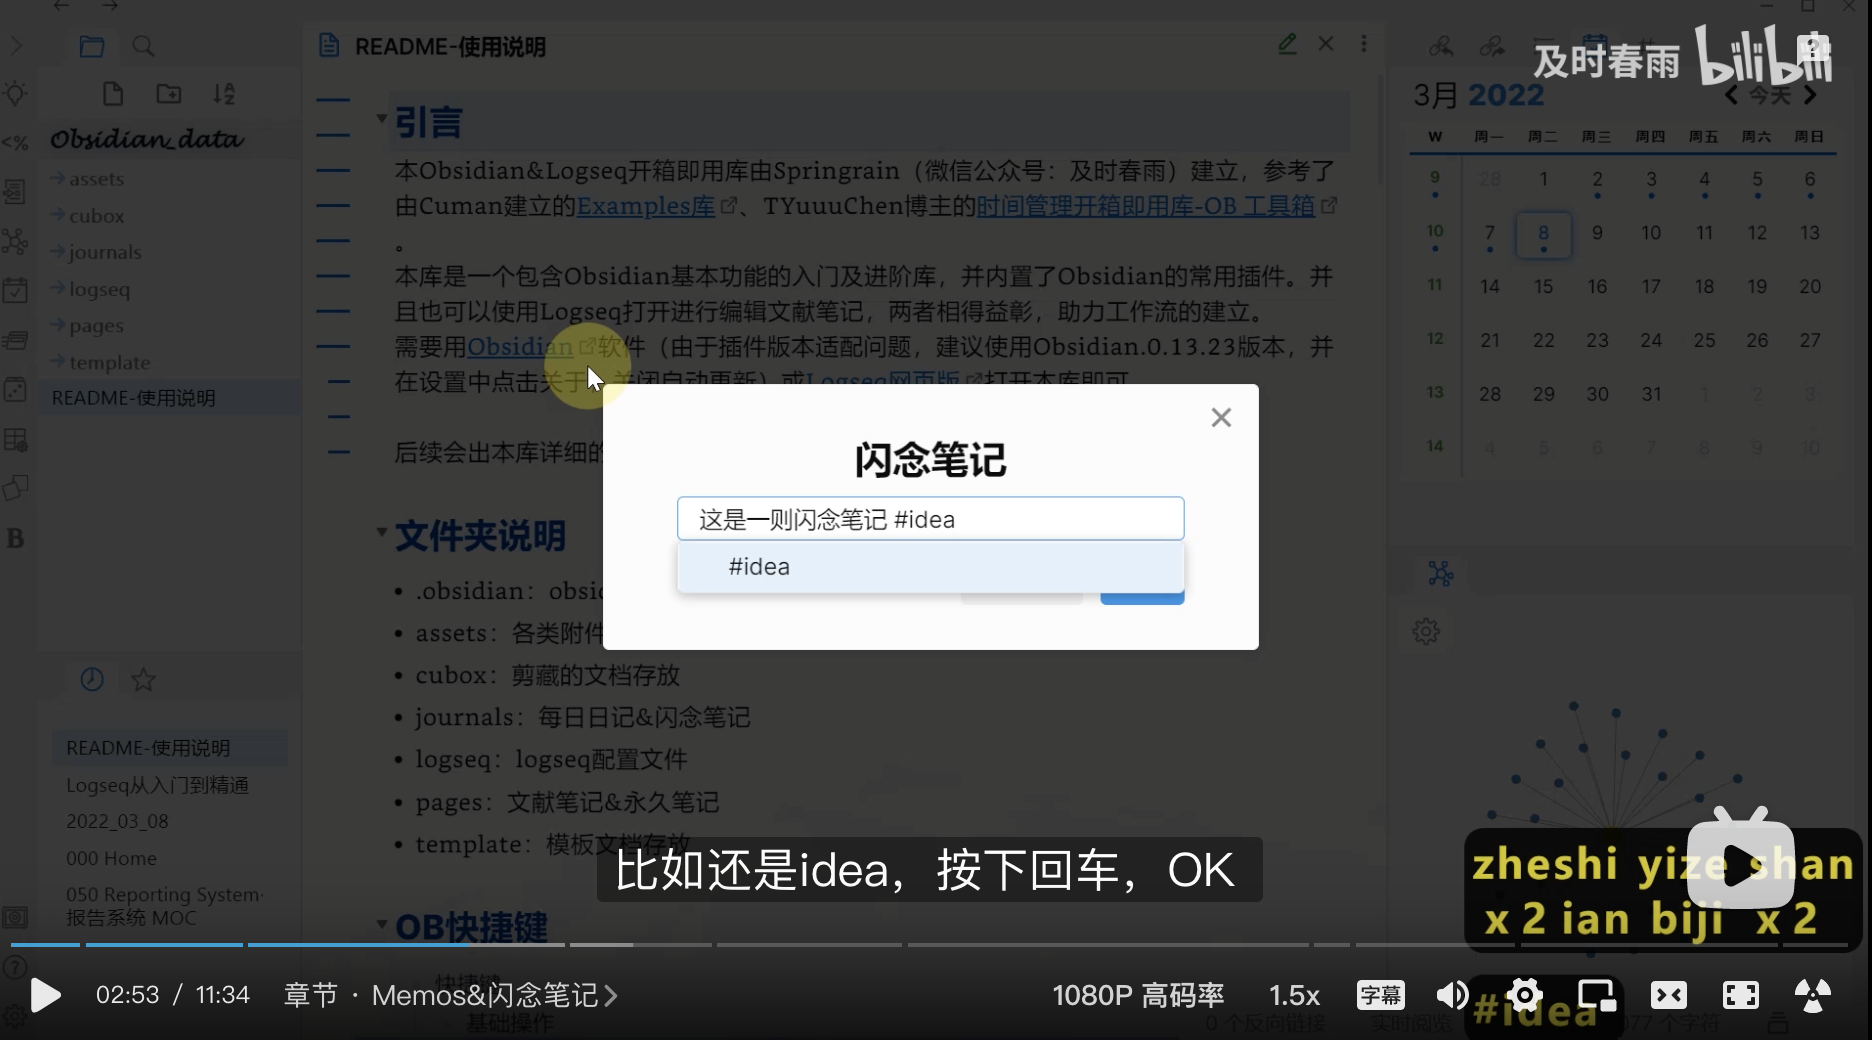 README-使用说明
及时春雨 bilibili
Obsidian_data
assets
cubox
journals
logseq
pages
template
README-使用说明
引言
本Obsidian&Logseq开箱即用库由Springrain（微信公众号：及时春雨）建立，参考了
由Cuman建立的Examples库、TYuuuChen博主的时间管理开箱即用库-OB 工具箱
。
本库是一个包含Obsidian基本功能的入门及进阶库，并内置了Obsidian的常用插件。并
且也可以使用Logseq打开进行编辑文献笔记，两者相得益彰，助力工作流的建立。
需要用Obsidian软件（由于插件版本适配问题，建议使用Obsidian.0.13.23版本，并
在设置中点击关于，关闭自动更新）或Logseq网页版打开本库即可
后续会出本库详细的
闪念笔记
这是一则闪念笔记 #idea
#idea
文件夹说明
• .obsidian：obsid
• assets：各类附件
• cubox：剪藏的文档存放
• journals：每日日记&闪念笔记
• logseq：logseq配置文件
• pages：文献笔记&永久笔记
• template：模板文档存放
OB快捷键
快捷键
基础操作
README-使用说明
Logseq从入门到精通
2022_03_08
000 Home
050 Reporting System-
报告系统 MOC
3月 2022 今天
W 周一 周二 周三 周四 周五 周六 周日
9 28 1 2 3 4 5 6
10 7 8 9 10 11 12 13
11 14 15 16 17 18 19 20
12 21 22 23 24 25 26 27
13 28 29 30 31 1 2 3
14 4 5 6 7 8 9 10
比如还是idea，按下回车，OK
zheshi yize shan
x 2 ian biji x 2
#idea
02:53 / 11:34 章节 · Memos&闪念笔记
1080P 高码率 1.5x 字幕
0 个反向链接 实时阅览 个字符